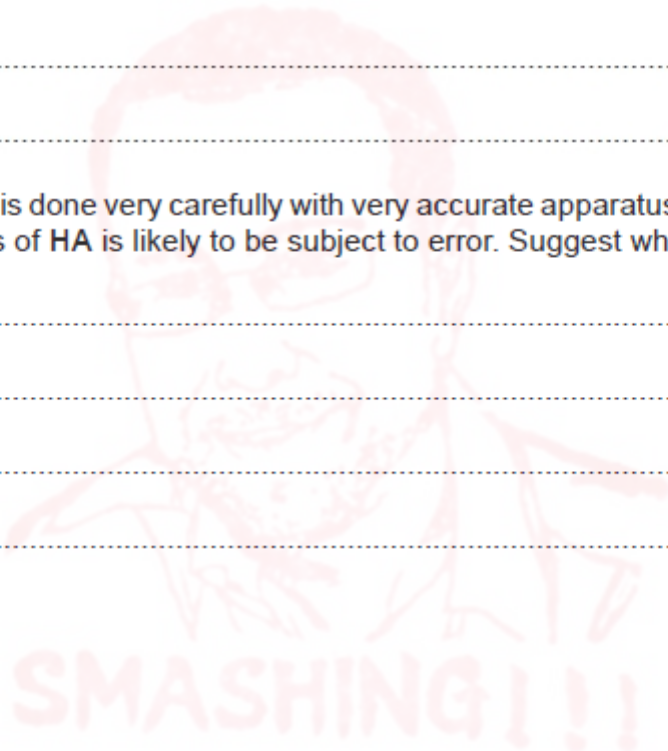 is done very carefully with very accurate apparatus
of HA is likely to be subject to error. Suggest
SMASHING!!!